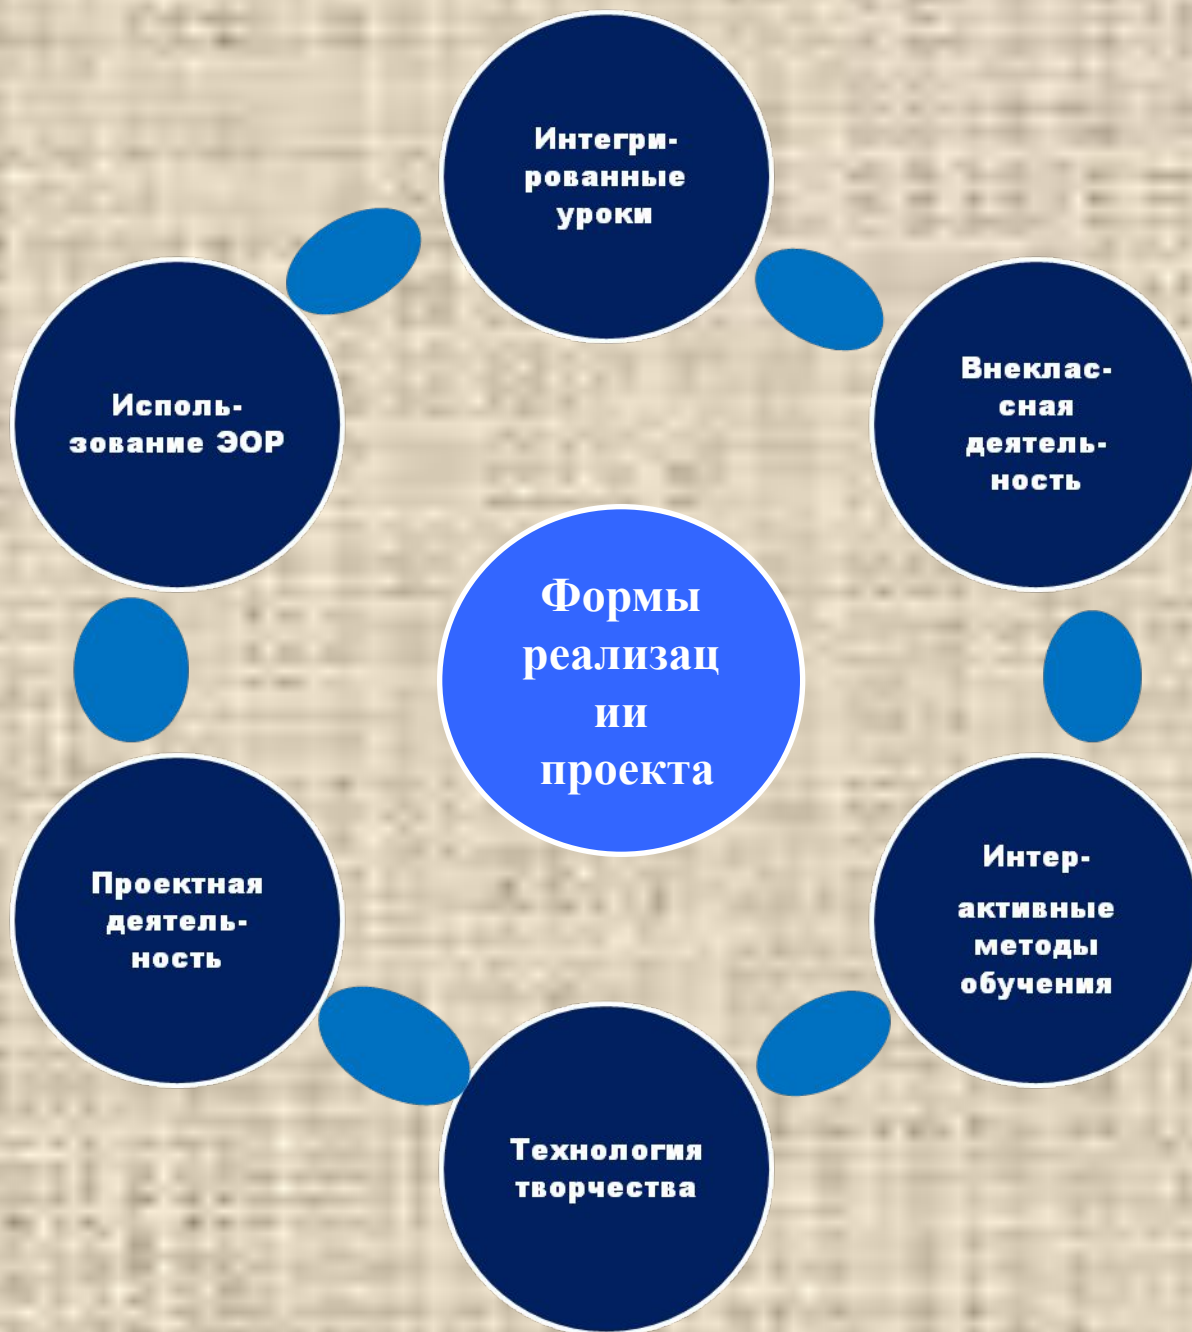 Интегри-
рованные
уроки
Внеклас-
сная
деятель-
ность
Исполь-
зование ЭОР
Формы
реализац
ии
проекта
Интер-
активные
методы
обучения
Проектная
деятель-
ность
Технология
творчества